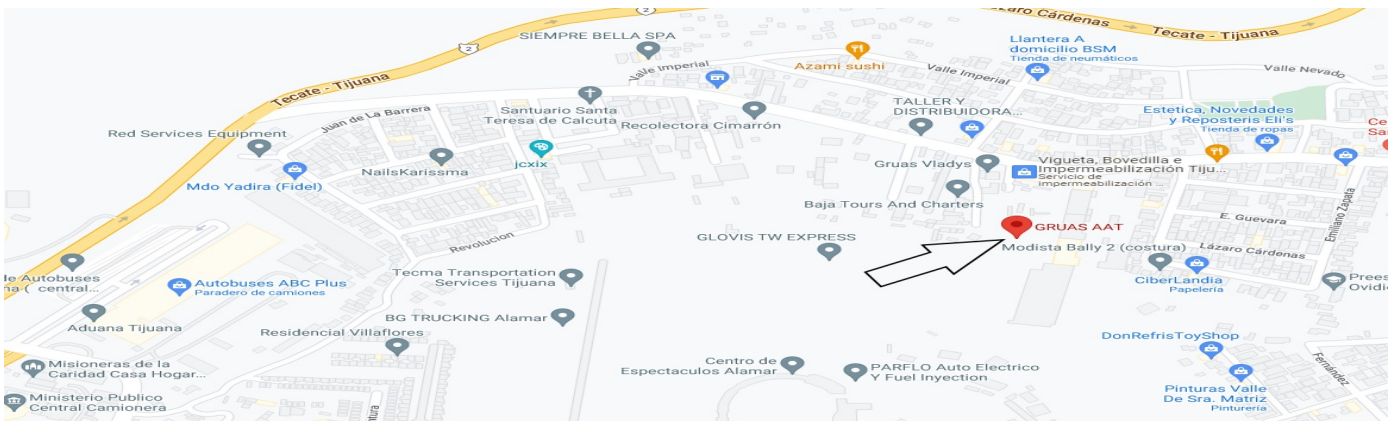 2
Lázaro Cárdenas
Tecate - Tijuana
SIEMPRE BELLA SPA
2
Llantera A
domicilio BSM
Tienda de neumáticos
Valle Imperial
Azami sushi
Valle Imperial
Valle Nevado
Tecate - Tijuana
Juan de La Barrera
Santuario Santa
Teresa de Calcuta
Recolectora Cimarrón
TALLER Y
DISTRIBUIDORA...
Estetica, Novedades
y Reposteris Eli's
Tienda de ropas
Red Services Equipment
jcxix
NailsKarissma
Mdo Yadira (Fidel)
Gruas Vladys
Vigueta, Bovedilla e
Impermeabilización Tiju...
Servicio de
impermeabilización ...
Baja Tours And Charters
Emiliano Zapata
E. Guevara
GRUAS AAT
Revolucion
GLOVIS TW EXPRESS
Modista Bally 2 (costura)
Lázaro Cárdenas
Autobuses
( central...
Autobuses ABC Plus
Paradero de camiones
Tecma Transportation
Services Tijuana
CiberLandia
Papelería
Prees
Ovidi
Aduana Tijuana
BG TRUCKING Alamar
Residencial Villaflores
DonRefrisToyShop
Misioneras de la
Caridad Casa Hogar...
Centro de
Espectaculos Alamar
PARFLO Auto Electrico
Y Fuel Inyection
Fernández
Pinturas Valle
De Sra. Matriz
Pinturería
Ministerio Publico
Central Camionera